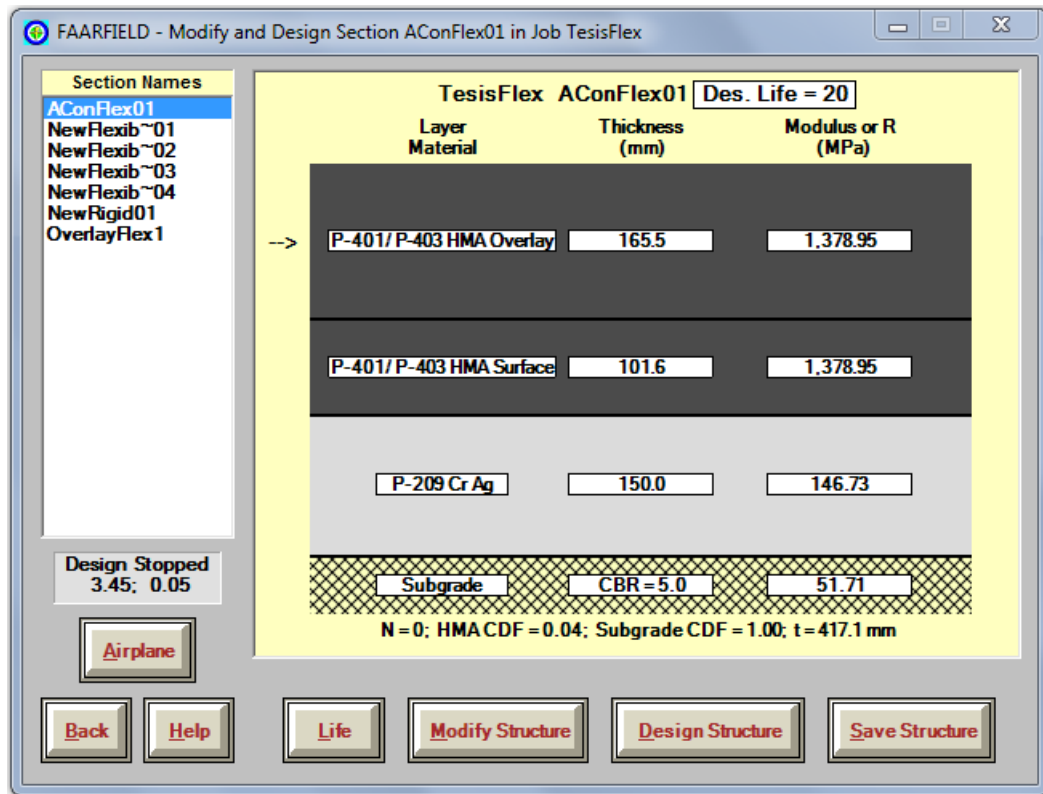 FAARFIELD - Modify and Design Section AConFlex01 in Job TesisFlex
Section Names
AConFlex01
NewFlexib~01
NewFlexib~02
NewFlexib~03
NewFlexib~04
NewRigid01
OverlayFlex1
TesisFlex AConFlex01 Des. Life = 20
Layer Material Thickness (mm) Modulus or R (MPa)
--> P-401/ P-403 HMA Overlay 165.5 1,378.95
P-401/ P-403 HMA Surface 101.6 1,378.95
P-209 Cr Ag 150.0 146.73
Subgrade CBR = 5.0 51.71
N = 0; HMA CDF = 0.04; Subgrade CDF = 1.00; t = 417.1 mm
Design Stopped
3.45; 0.05
Airplane
Back Help Life Modify Structure Design Structure Save Structure